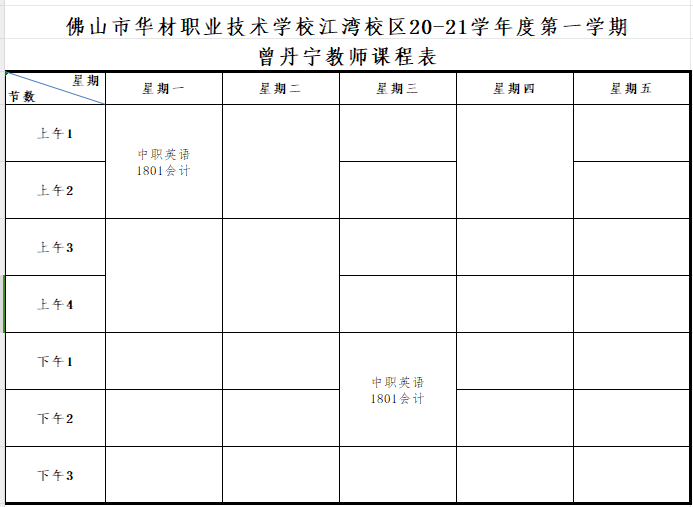 佛山市华材职业技术学校江湾校区20-21学年度第一学期
曾丹宁教师课程表
星期
节数
星期一 星期二 星期三 星期四 星期五
上午1
中职英语
1801会计
上午2
上午3
上午4
下午1
中职英语
1801会计
下午2
下午3